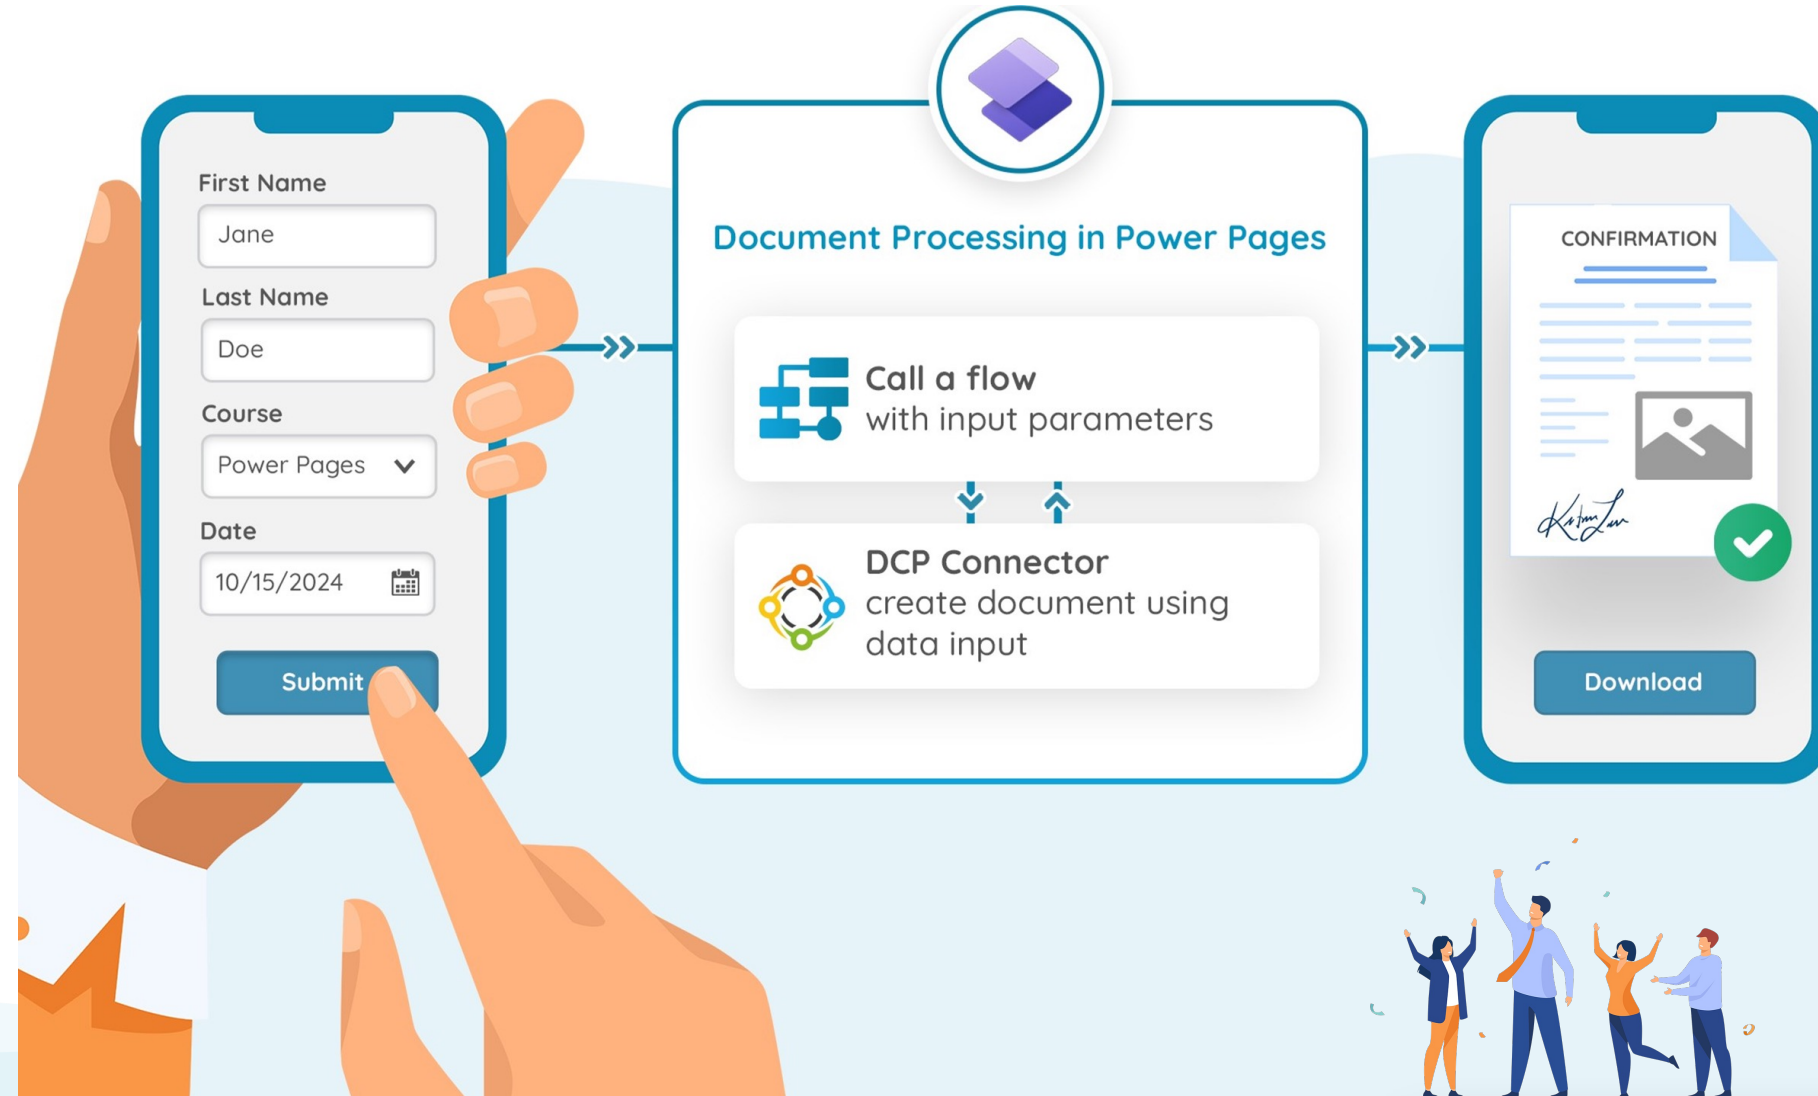 First Name
Jane
Last Name
Doe
Course
Power Pages
Date
10/15/2024
Submit
Document Processing in Power Pages
Call a flow
with input parameters
DCP Connector
create document using
data input
CONFIRMATION
Download